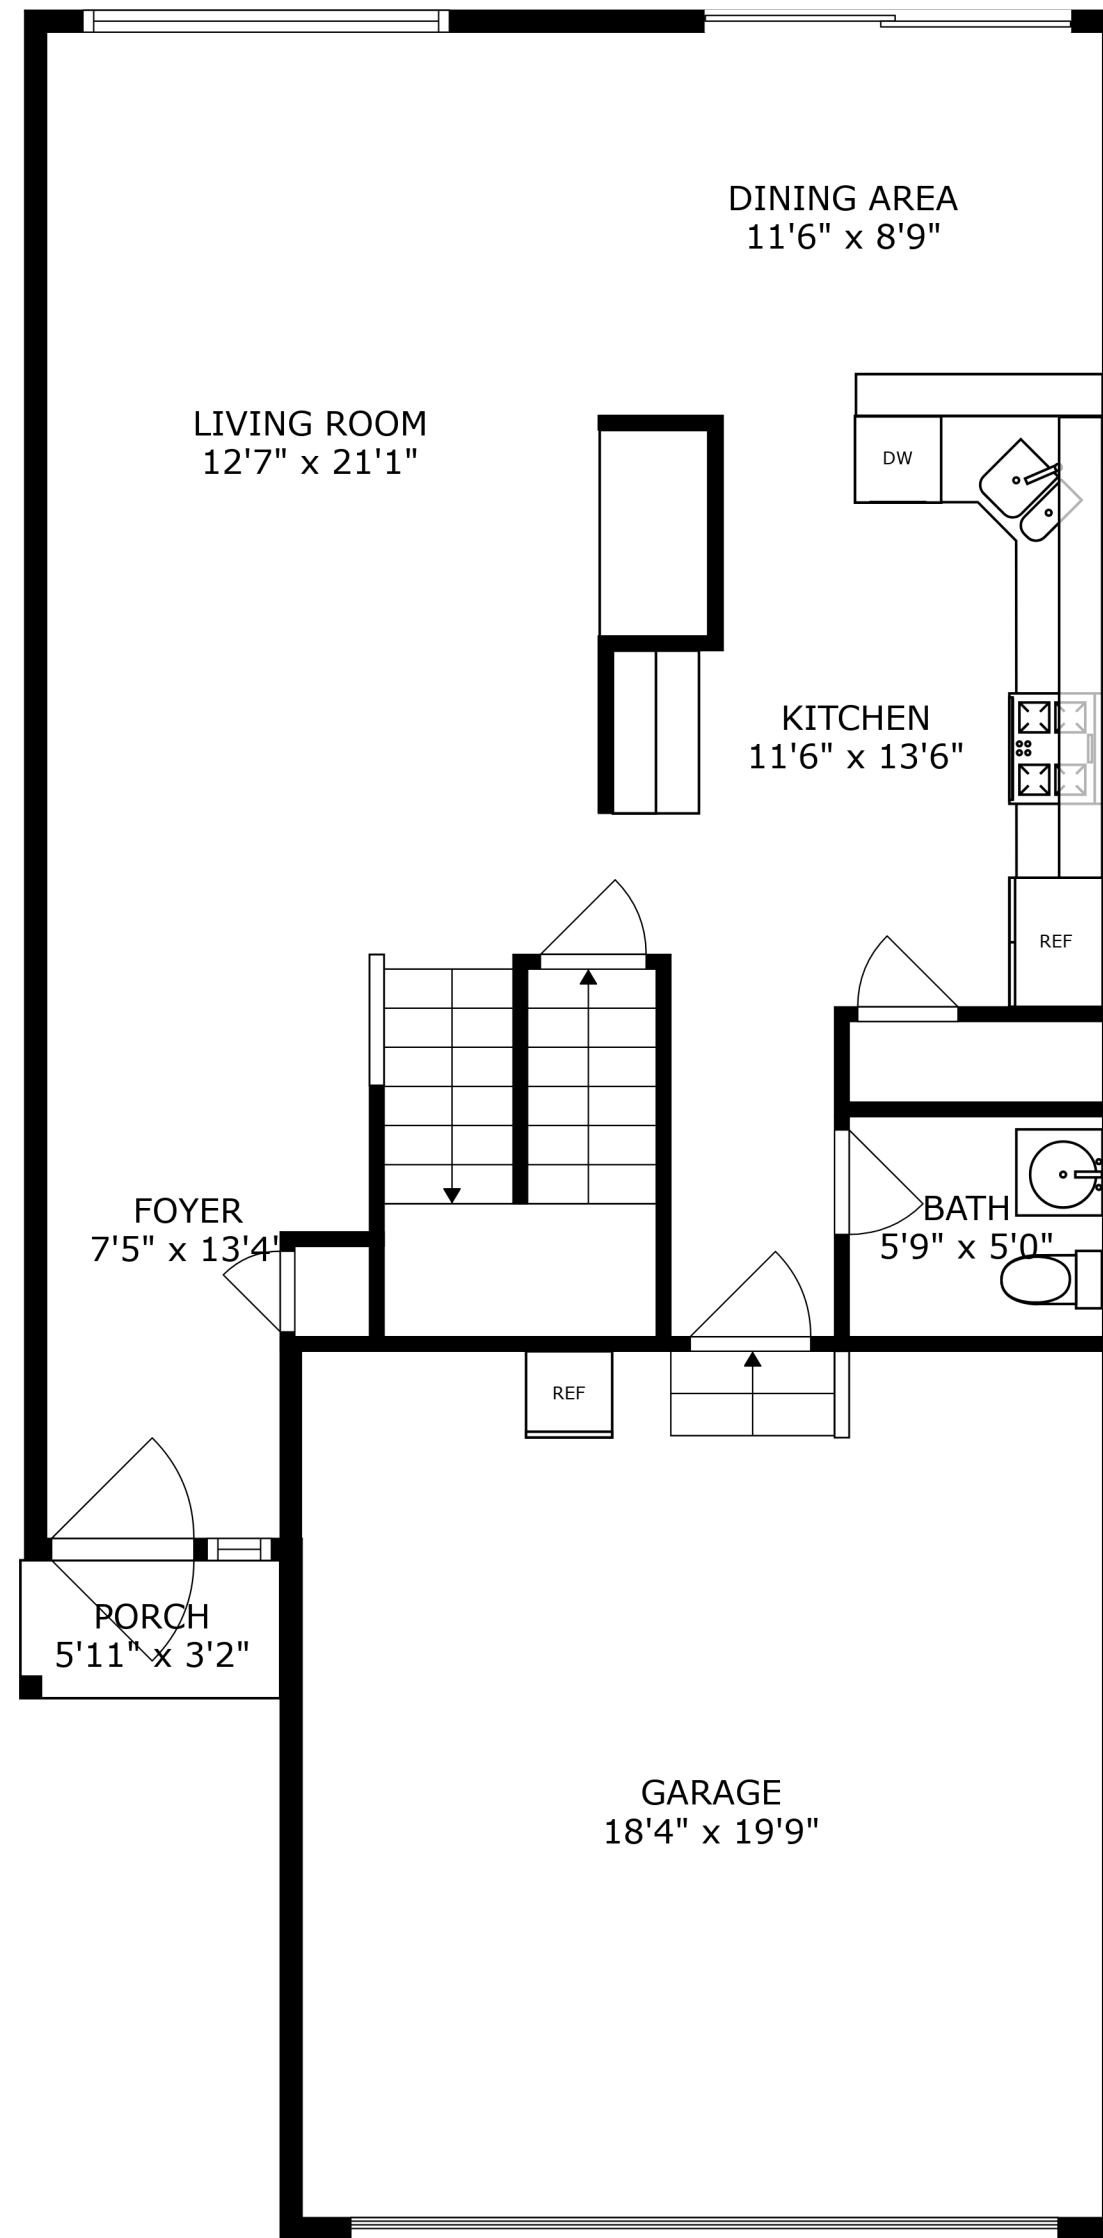 DINING AREA
11'6" x 8'9"
LIVING ROOM
12'7" x 21'1"
DW
KITCHEN
11'6" x 13'6"
REF
FOYER
7'5" x 13'4"
BATH
5'9" x 5'0"
REF
PORCH
5'11" x 3'2"
GARAGE
18'4" x 19'9"